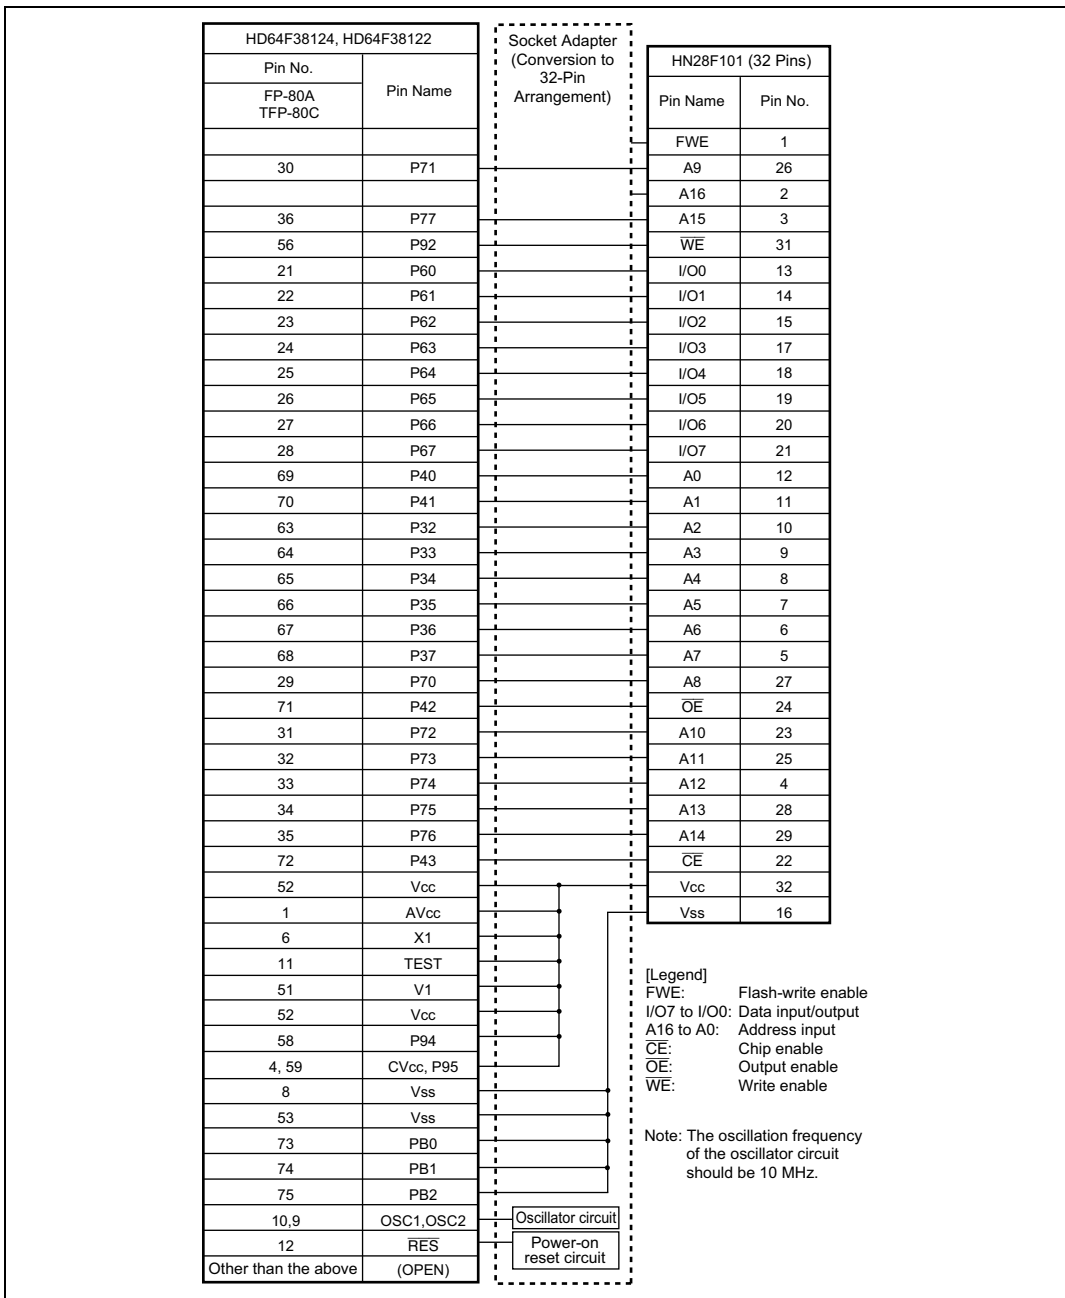 HD64F38124, HD64F38122
Pin No.
FP-80A
TFP-80C
Pin Name
Socket Adapter
(Conversion to
32-Pin
Arrangement)
HN28F101 (32 Pins)
Pin Name Pin No.
FWE 1
30 P71 A9 26
A16 2
36 P77 A15 3
56 P92 W̅E̅ 31
21 P60 I/O0 13
22 P61 I/O1 14
23 P62 I/O2 15
24 P63 I/O3 17
25 P64 I/O4 18
26 P65 I/O5 19
27 P66 I/O6 20
28 P67 I/O7 21
69 P40 A0 12
70 P41 A1 11
63 P32 A2 10
64 P33 A3 9
65 P34 A4 8
66 P35 A5 7
67 P36 A6 6
68 P37 A7 5
29 P70 A8 27
71 P42 O̅E̅ 24
31 P72 A10 23
32 P73 A11 25
33 P74 A12 4
34 P75 A13 28
35 P76 A14 29
72 P43 C̅E̅ 22
52 Vcc Vcc 32
1 AVcc Vss 16
6 X1
11 TEST
51 V1
52 Vcc
58 P94
4, 59 CVcc, P95
8 Vss
53 Vss
73 PB0
74 PB1
75 PB2
10,9 OSC1,OSC2 Oscillator circuit
12 R̅E̅S̅ Power-on
reset circuit
Other than the above (OPEN)
[Legend]
FWE: Flash-write enable
I/O7 to I/O0: Data input/output
A16 to A0: Address input
C̅E̅: Chip enable
O̅E̅: Output enable
W̅E̅: Write enable
Note: The oscillation frequency
of the oscillator circuit
should be 10 MHz.